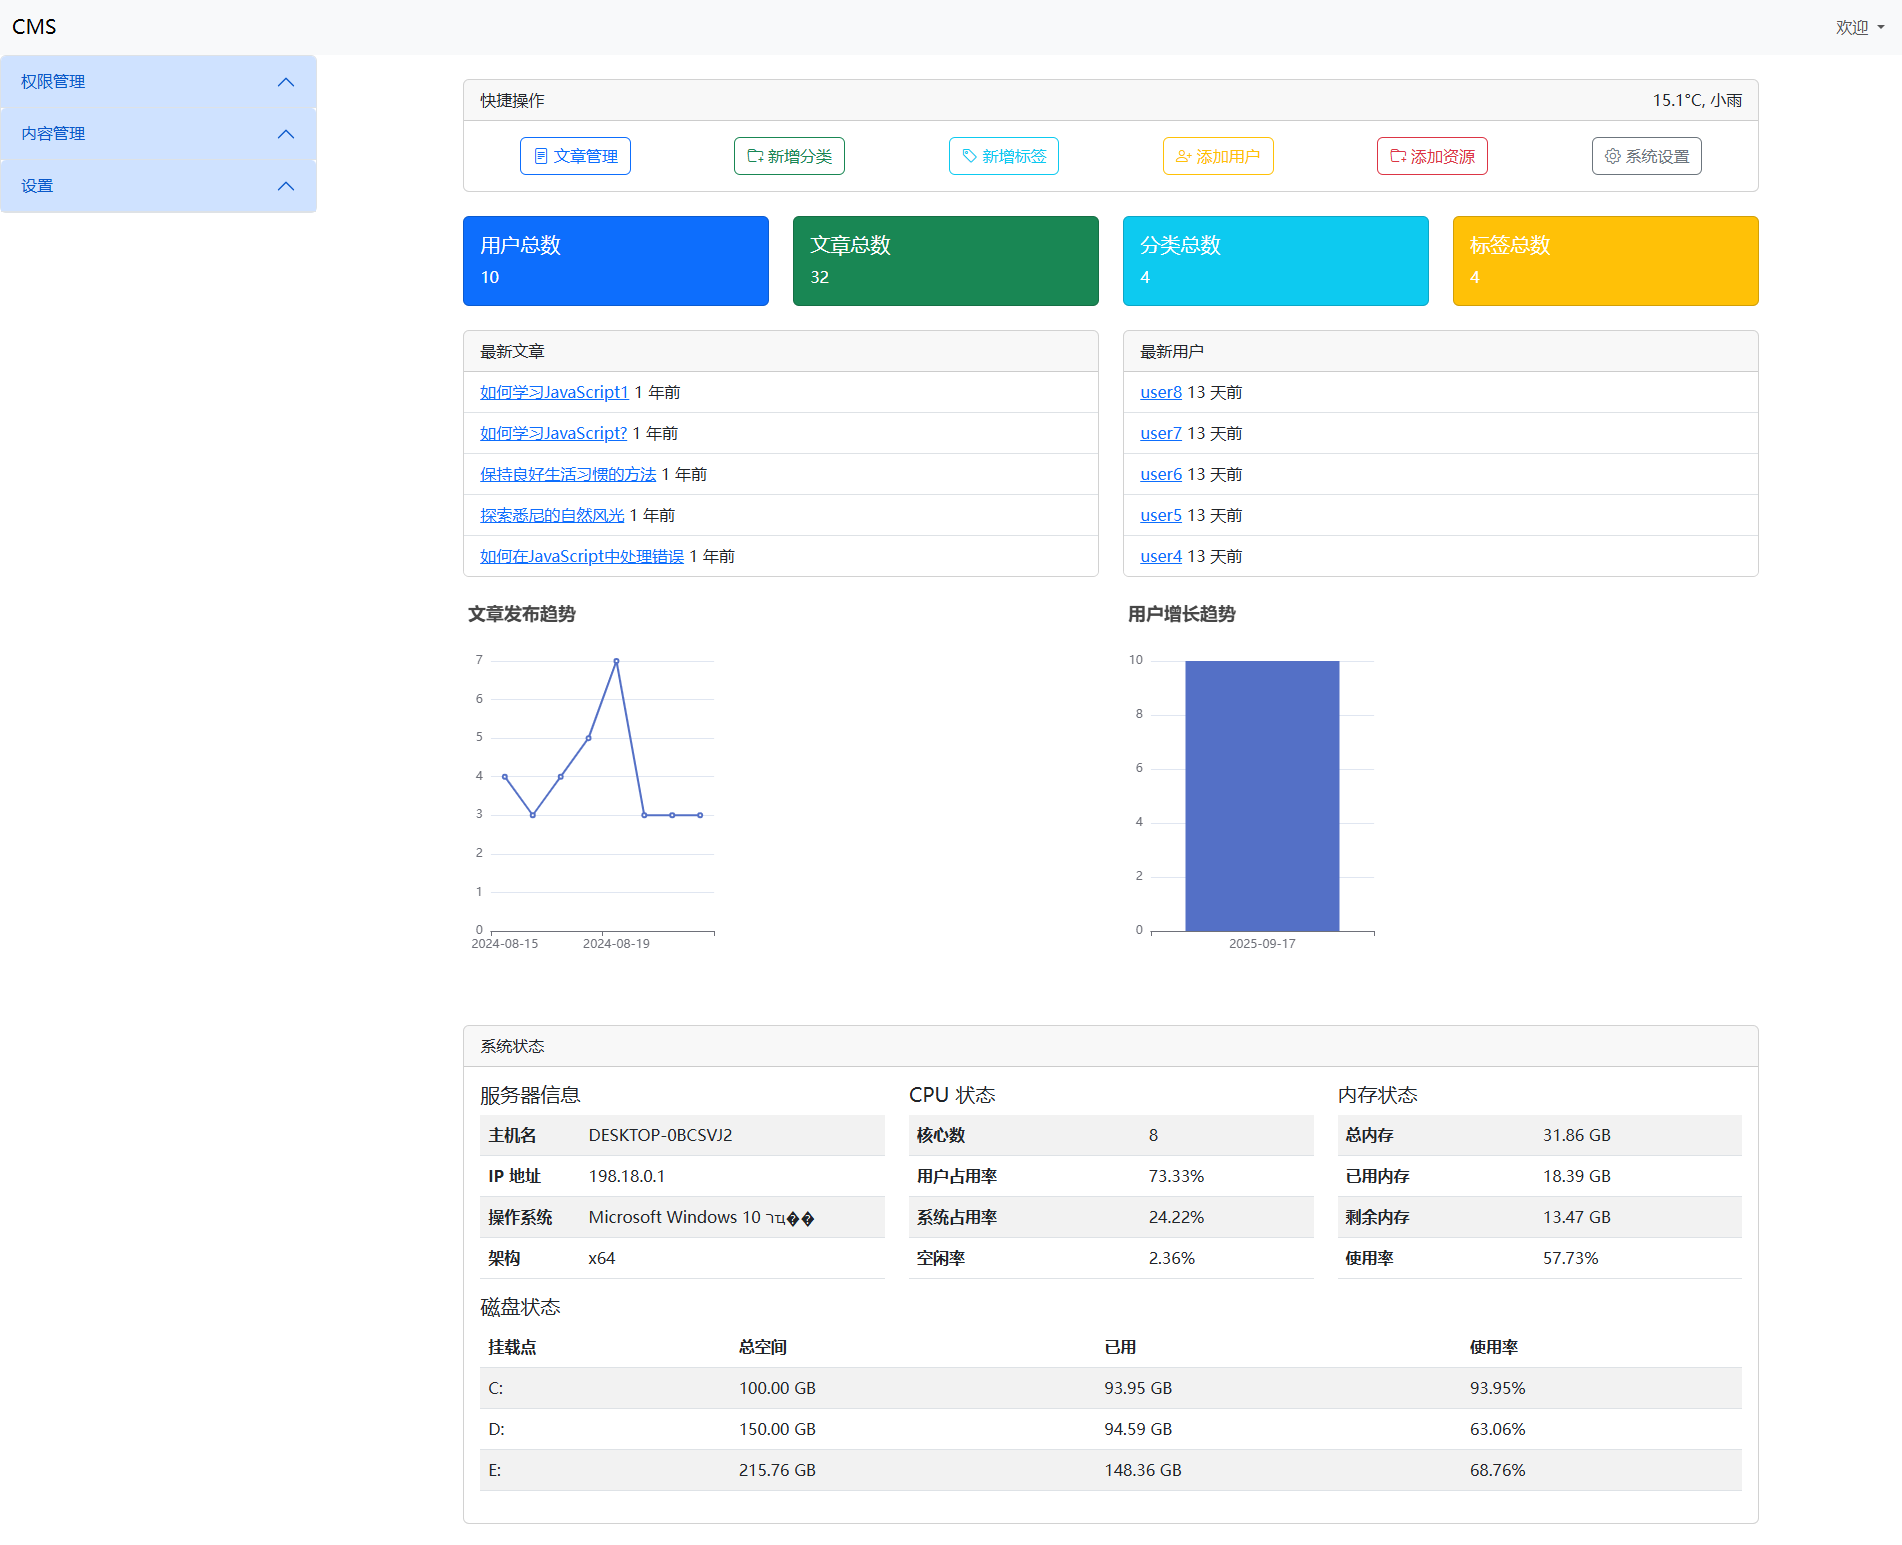 CMS
欢迎
权限管理
内容管理
设置
快捷操作 15.1°C, 小雨
文章管理 新增分类 新增标签 添加用户 添加资源 系统设置
用户总数 文章总数 分类总数 标签总数
10 32 4 4
最新文章
如何学习JavaScript1 1 年前
如何学习JavaScript? 1 年前
保持良好生活习惯的方法 1 年前
探索悉尼的自然风光 1 年前
如何在JavaScript中处理错误 1 年前
最新用户
user8 13 天前
user7 13 天前
user6 13 天前
user5 13 天前
user4 13 天前
文章发布趋势
7
6
5
4
3
2
1
0
2024-08-15 2024-08-19
用户增长趋势
10
8
6
4
2
0
2025-09-17
系统状态
服务器信息
主机名 DESKTOP-0BCSVJ2
IP 地址 198.18.0.1
操作系统 Microsoft Windows 10
架构 x64
CPU 状态
核心数 8
用户占用率 73.33%
系统占用率 24.22%
空闲率 2.36%
内存状态
总内存 31.86 GB
已用内存 18.39 GB
剩余内存 13.47 GB
使用率 57.73%
磁盘状态
挂载点 总空间 已用 使用率
C: 100.00 GB 93.95 GB 93.95%
D: 150.00 GB 94.59 GB 63.06%
E: 215.76 GB 148.36 GB 68.76%